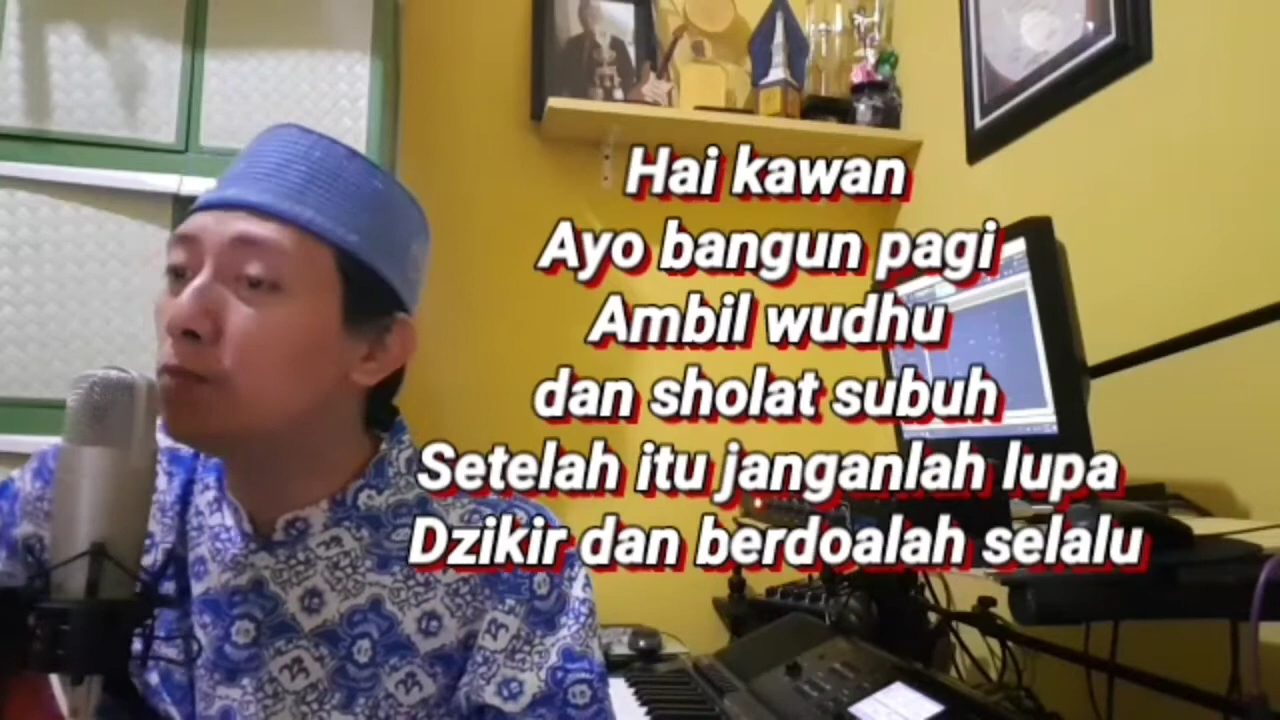 Hai kawan
Ayo bangun pagi
Ambil wudhu
dan sholat subuh
Setelah itu janganlah lupa
Dzikir dan berdoalah selalu